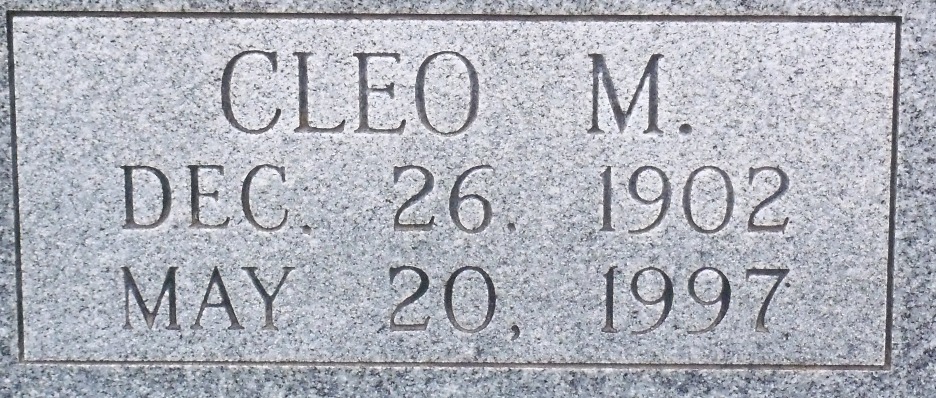 CLEO M.
DEC. 26. 1902
MAY 20, 1997